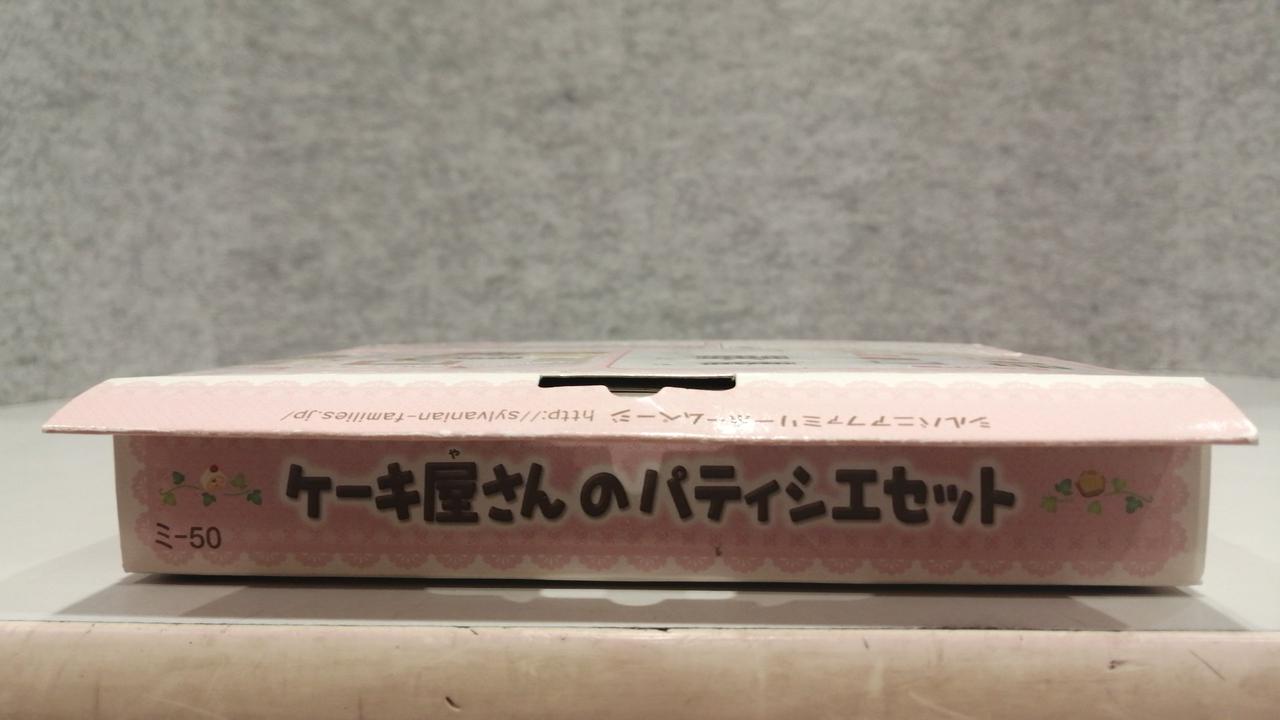 シルバニアファミリーホームページ http://sylvanian-families.jp/
や
ケーキ屋さんのパティシエセット
ミ-50